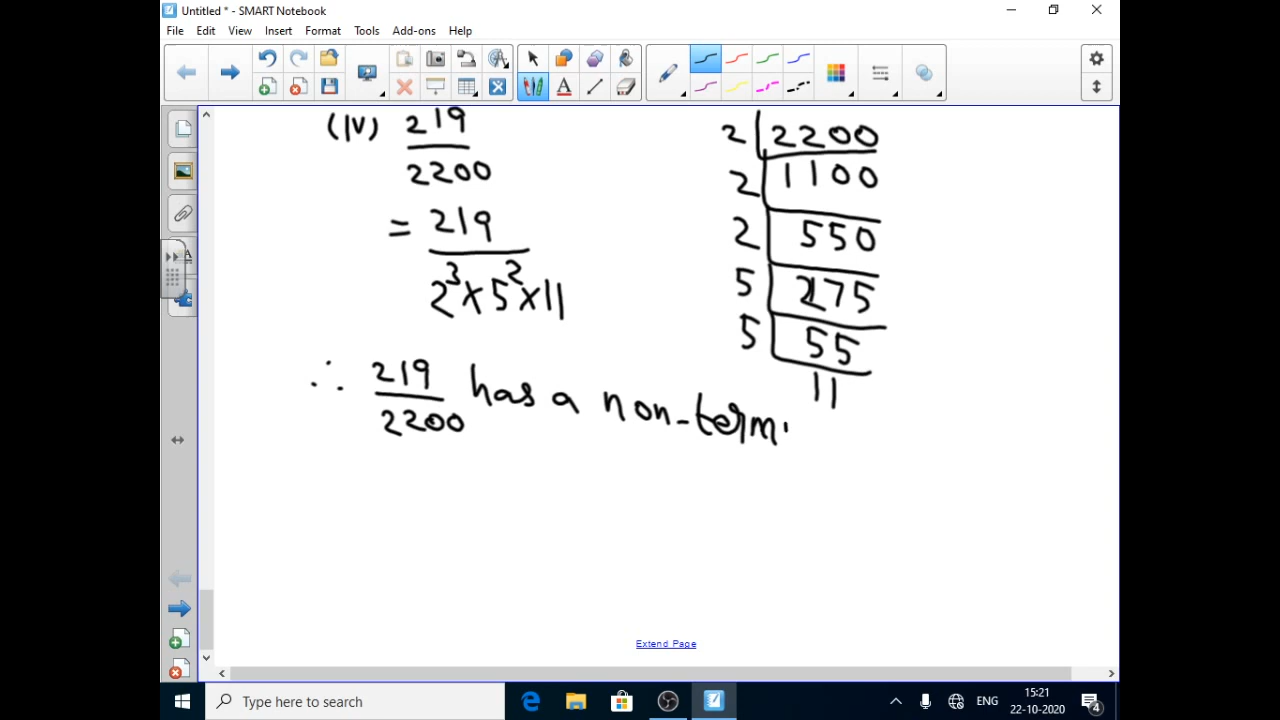 Untitled * - SMART Notebook
File Edit View Insert Format Tools Add-ons Help
(IV) 219
2200
= 219
2³ × 5² × 11
∴ 219/2200 has a non-termi
2 | 2200
2 | 1100
2 | 550
5 | 275
5 | 55
11
Extend Page
Type here to search
ENG
15:21
22-10-2020
4